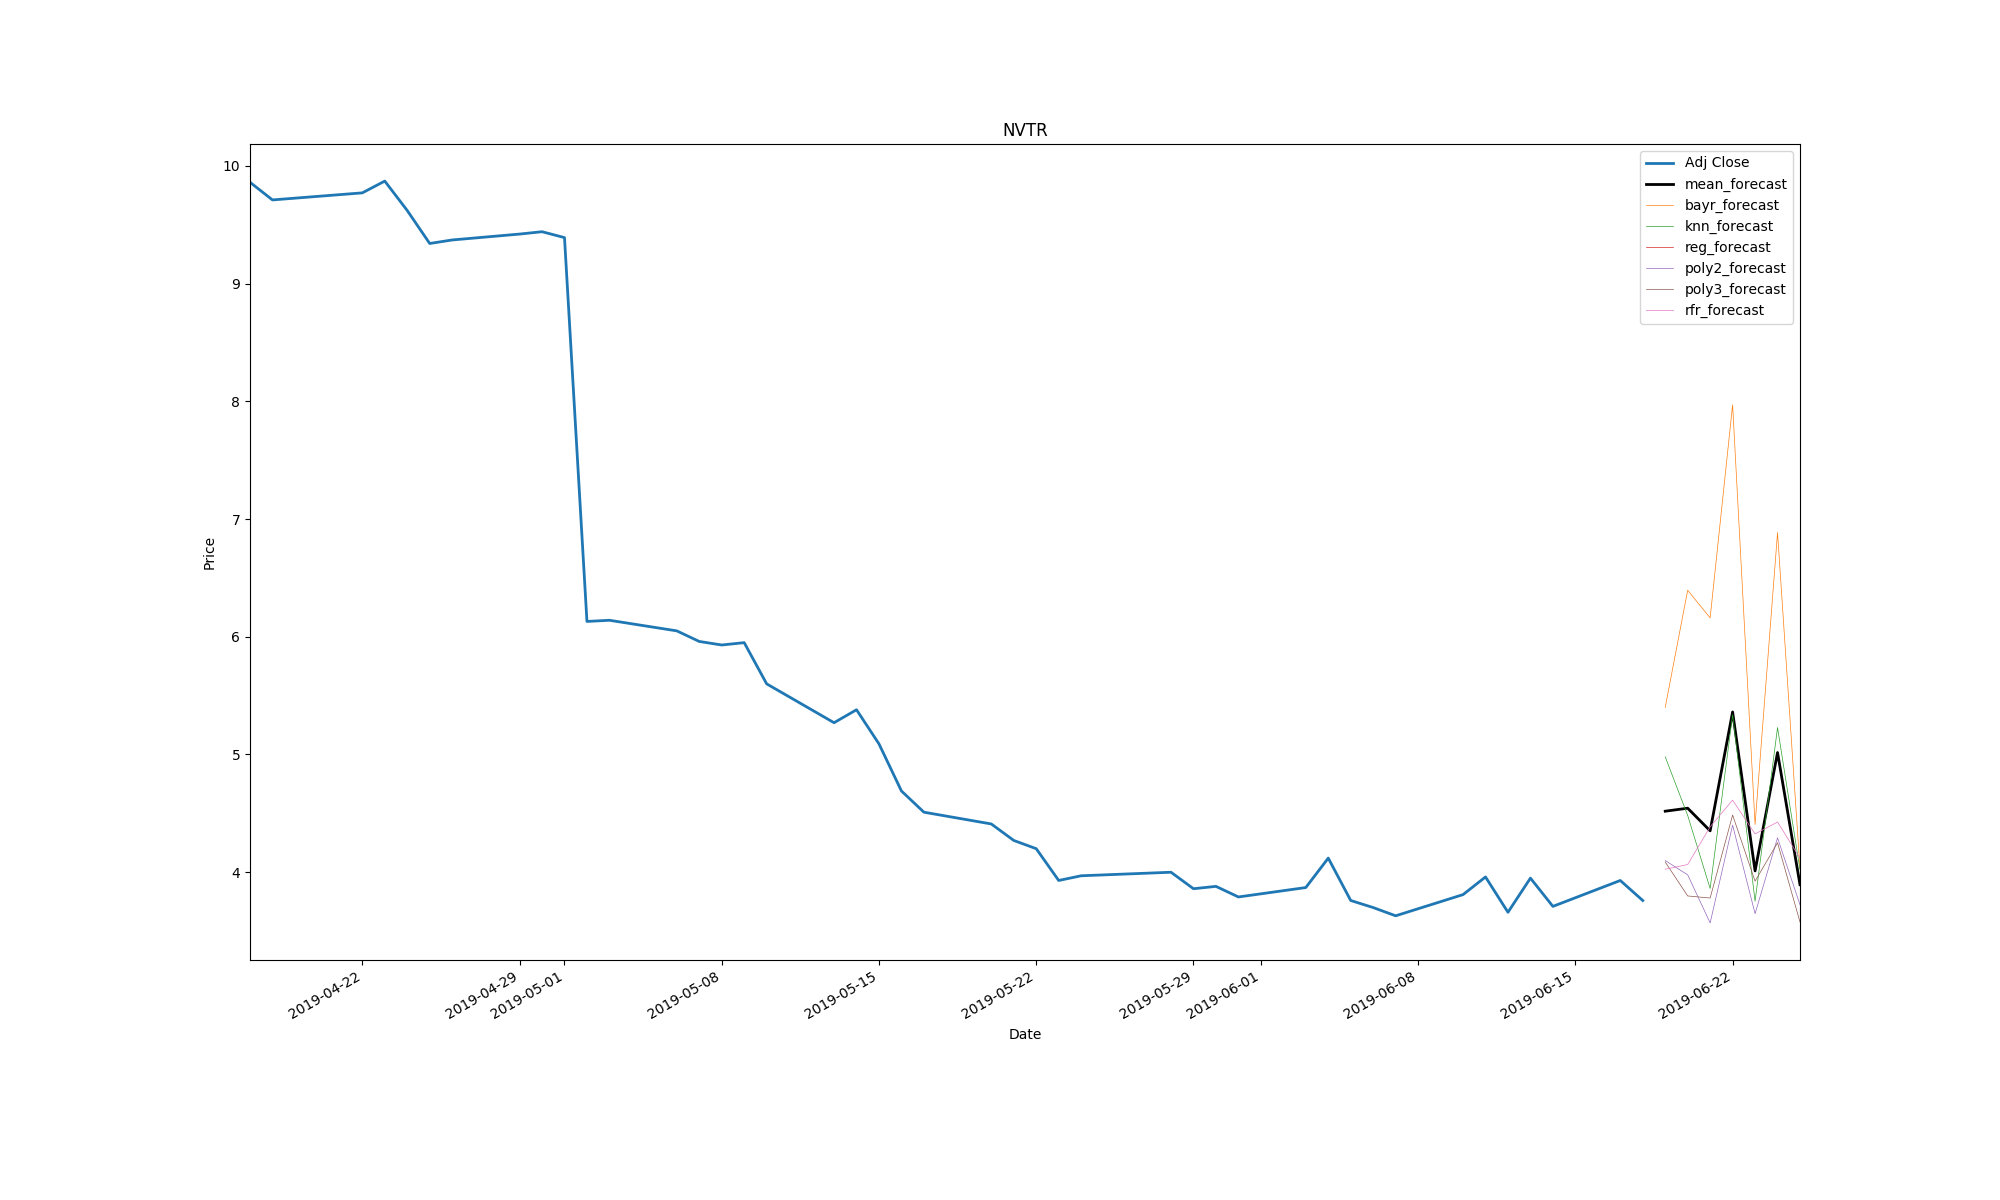 NVTR
10
9
8
7
6
5
4
Price
Adj Close
mean_forecast
bayr_forecast
knn_forecast
reg_forecast
poly2_forecast
poly3_forecast
rfr_forecast
2019-04-22
2019-04-29
2019-05-01
2019-05-08
2019-05-15
2019-05-22
2019-05-29
2019-06-01
2019-06-08
2019-06-15
2019-06-22
Date